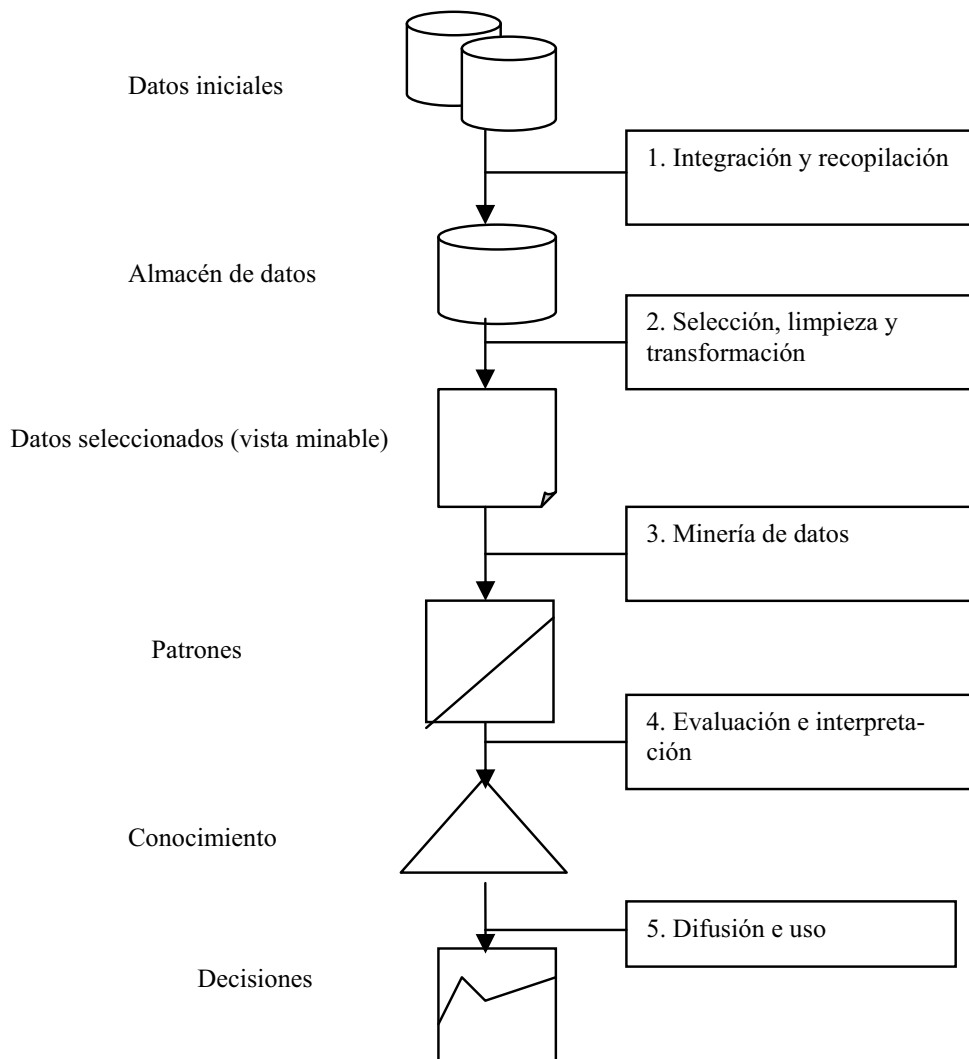 Datos iniciales
1. Integración y recopilación
Almacén de datos
2. Selección, limpieza y
transformación
Datos seleccionados (vista minable)
3. Minería de datos
Patrones
4. Evaluación e interpreta-
ción
Conocimiento
5. Difusión e uso
Decisiones